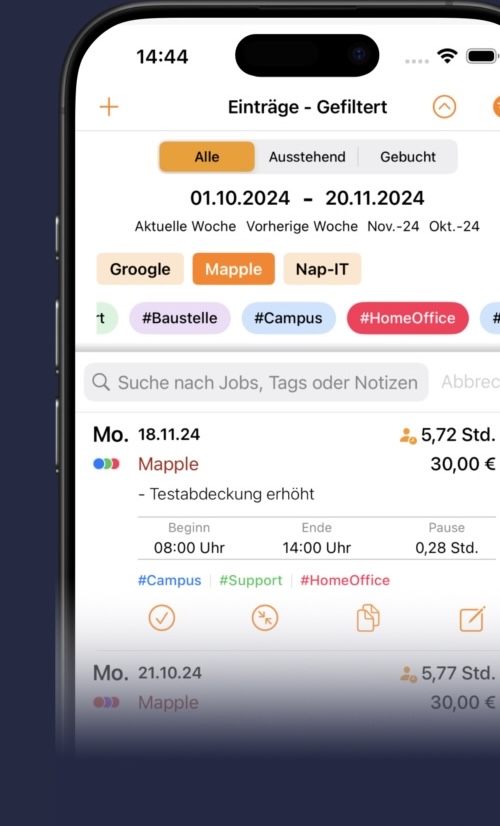 14:44
Einträge - Gefiltert
Alle Ausstehend Gebucht
01.10.2024 – 20.11.2024
Aktuelle Woche Vorherige Woche Nov.-24 Okt.-24
Groogle Mapple Nap-IT
rt #Baustelle #Campus #HomeOffice #
Suche nach Jobs, Tags oder Notizen Abbrec
Mo. 18.11.24 5,72 Std.
Mapple 30,00 €
- Testabdeckung erhöht
Beginn Ende Pause
08:00 Uhr 14:00 Uhr 0,28 Std.
#Campus #Support #HomeOffice
Mo. 21.10.24 5,77 Std.
Mapple 30,00 €